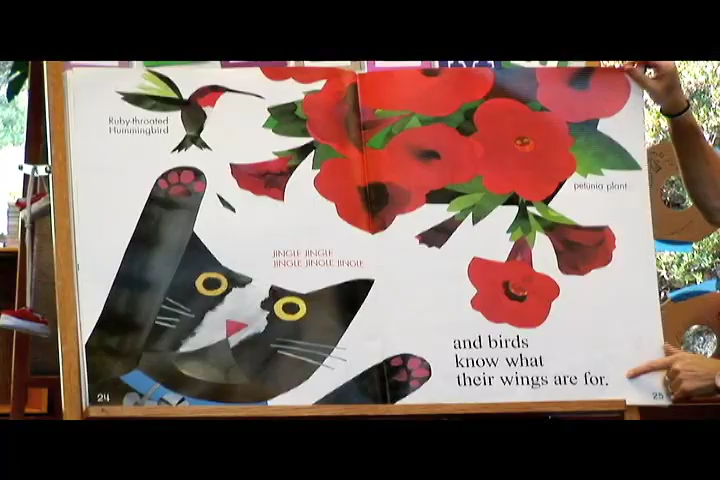 Ruby-throated
Hummingbird
petunia plant
JINGLE JINGLE
JINGLE JINGLE JINGLE
and birds
know what
their wings are for.
24
25